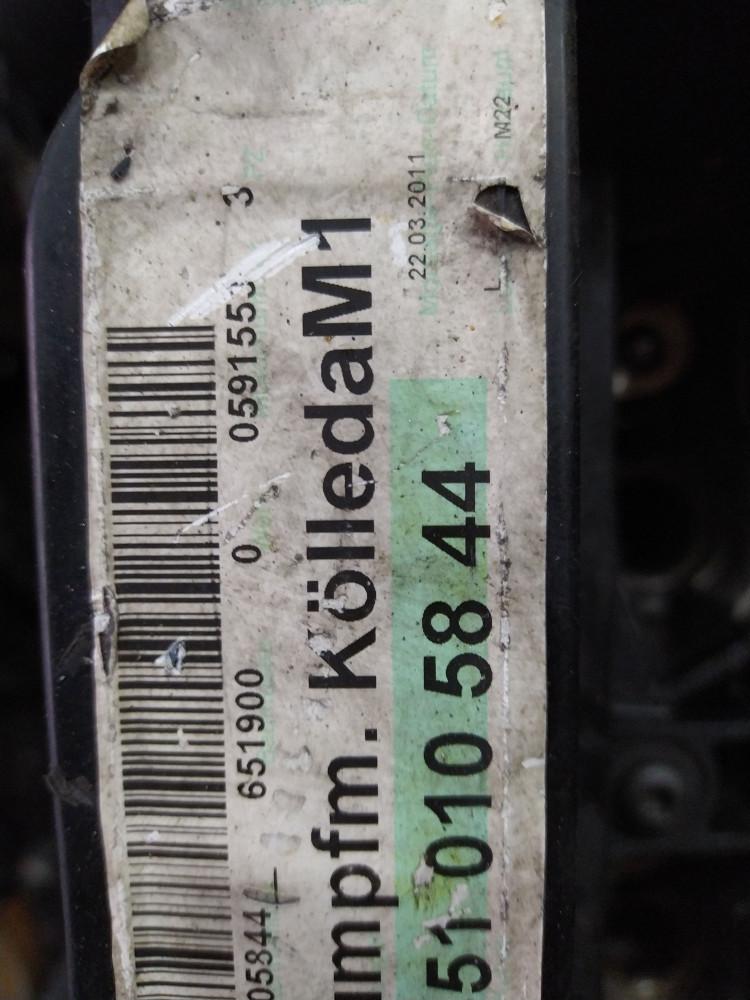 05844 651900 0 0591553 3
umpfm. KölledaM1
22.03.2011
51 010 58 44
L M22